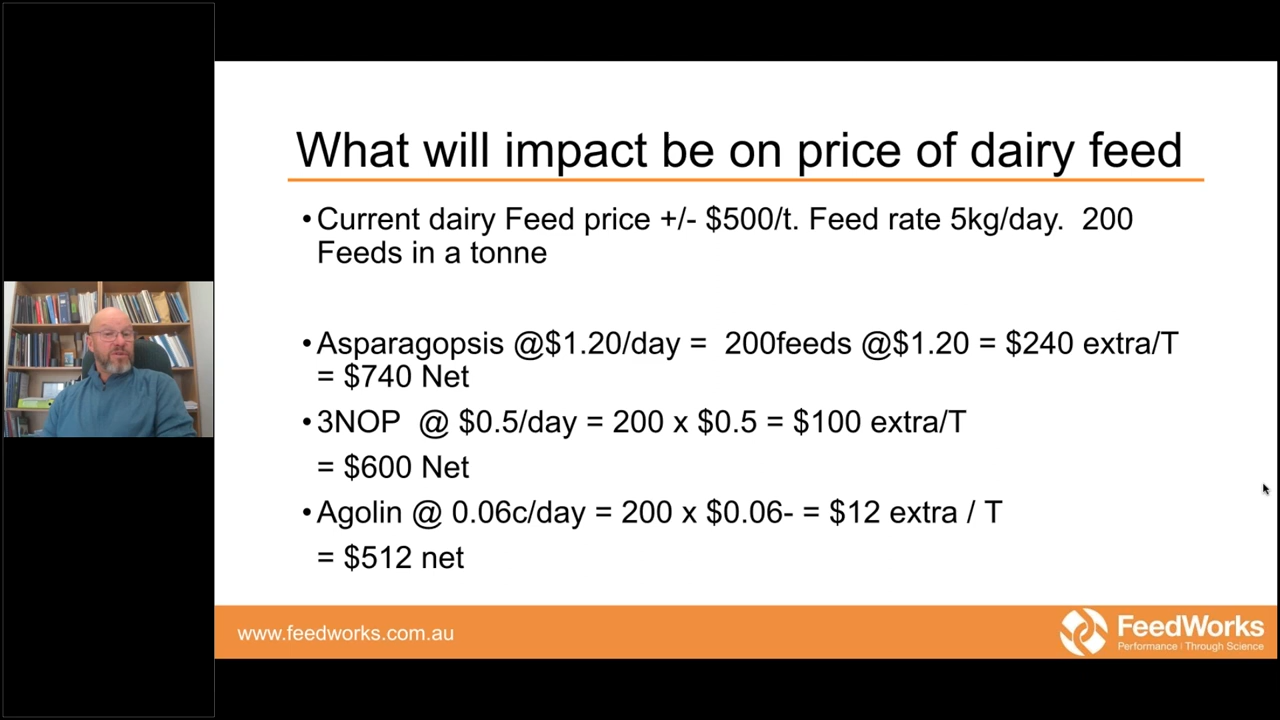 What will impact be on price of dairy feed
•Current dairy Feed price +/- $500/t. Feed rate 5kg/day.  200
Feeds in a tonne
•Asparagopsis @$1.20/day =  200feeds @$1.20 = $240 extra/T
= $740 Net
•3NOP  @ $0.5/day = 200 x $0.5 = $100 extra/T
= $600 Net
•Agolin @ 0.06c/day = 200 x $0.06- = $12 extra / T
= $512 net
www.feedworks.com.au
FeedWorks
Performance | Through Science